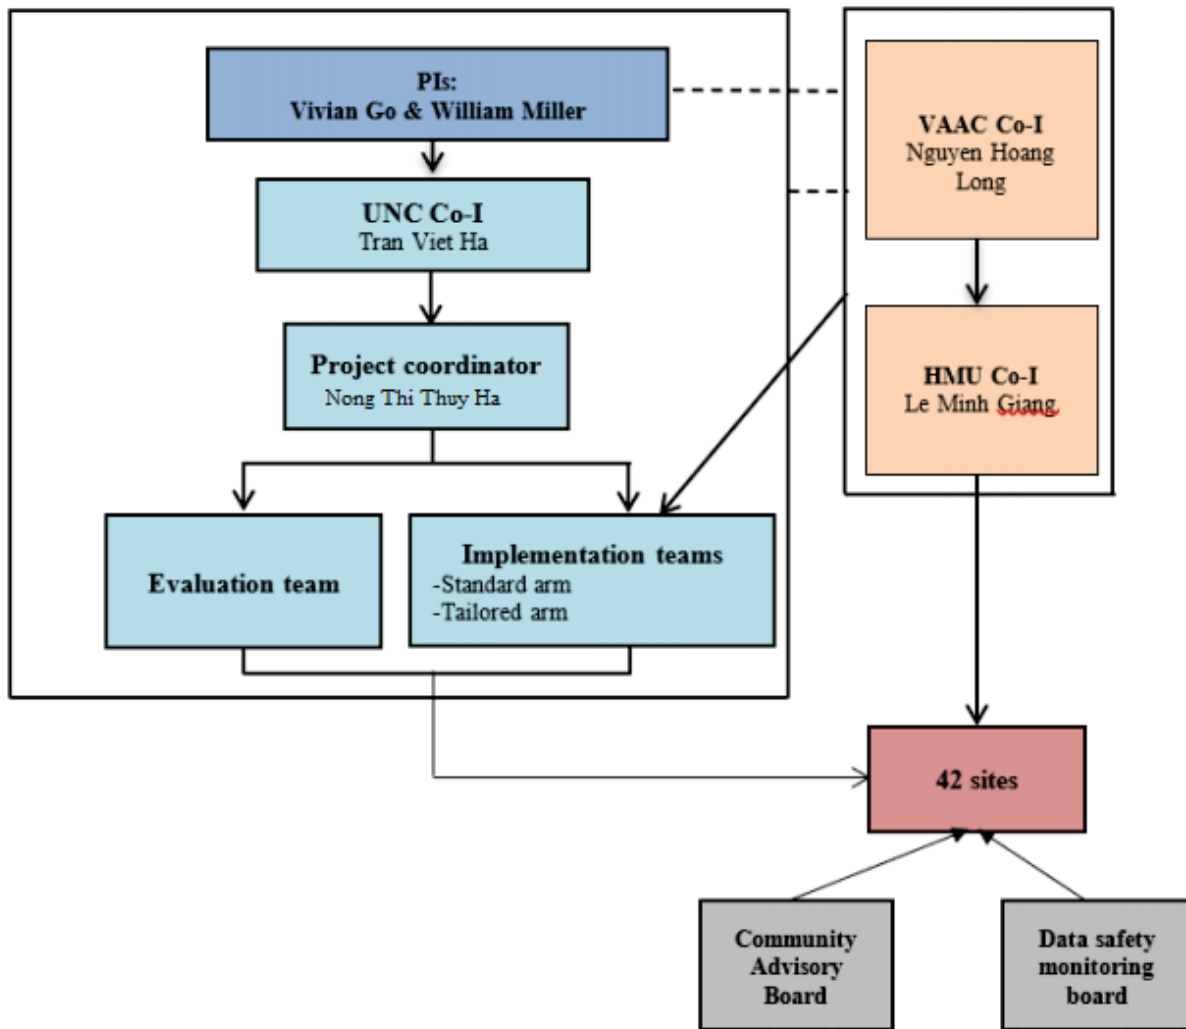 PIs:
Vivian Go & William Miller
UNC Co-I
Tran Viet Ha
Project coordinator
Nong Thi Thuy Ha
Evaluation team
Implementation teams
-Standard arm
-Tailored arm
VAAC Co-I
Nguyen Hoang
Long
HMU Co-I
Le Minh Giang
42 sites
Community
Advisory
Board
Data safety
monitoring
board